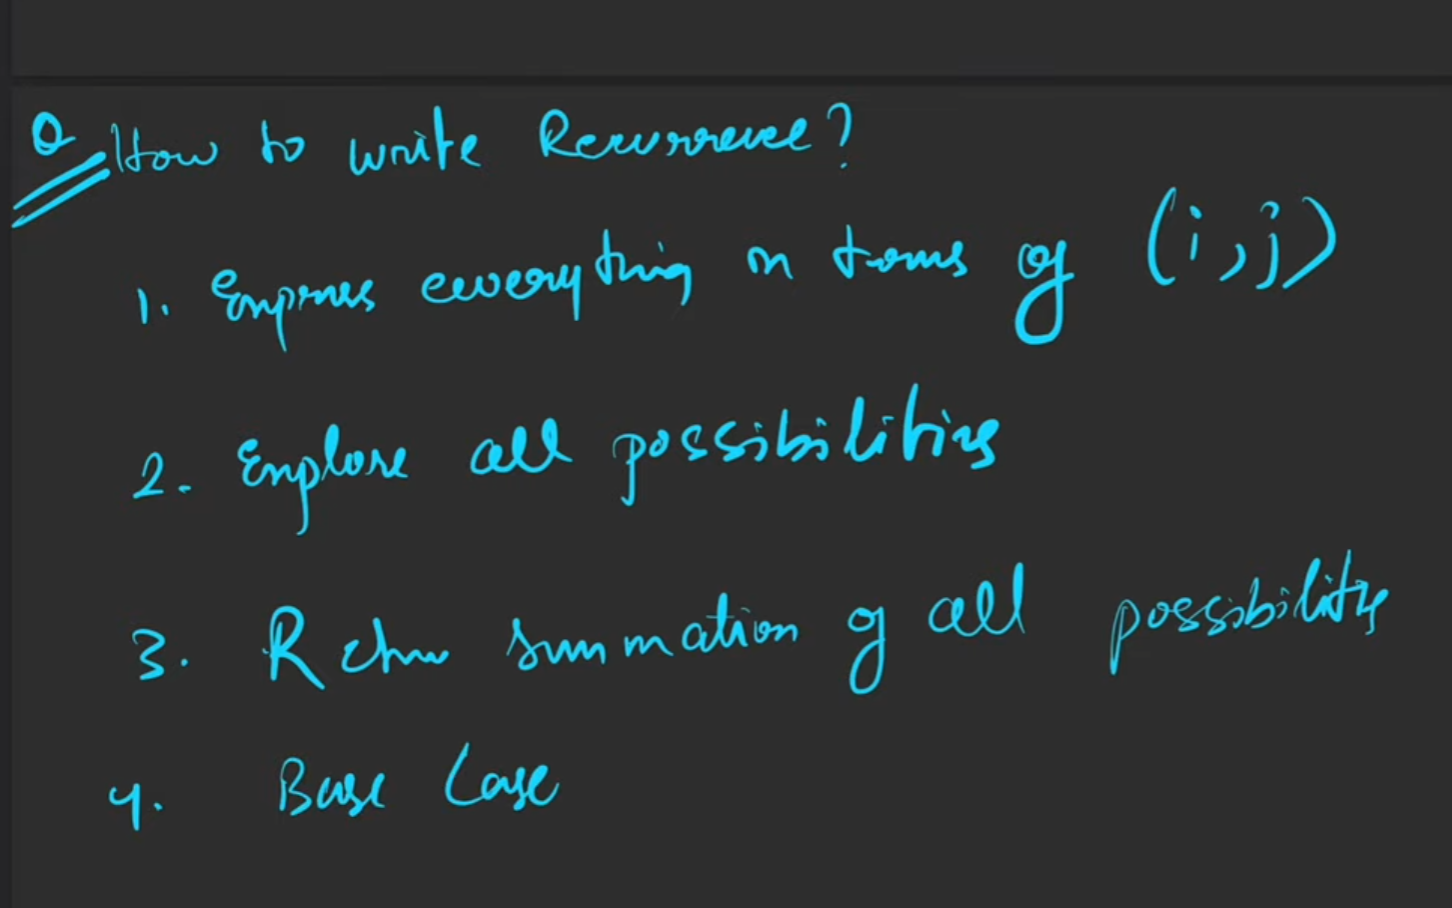 Q How to write Recurrence?
1. Express everything in terms of (i,j)
2. Explore all possibilities
3. Return summation of all possibilities
4. Base Case